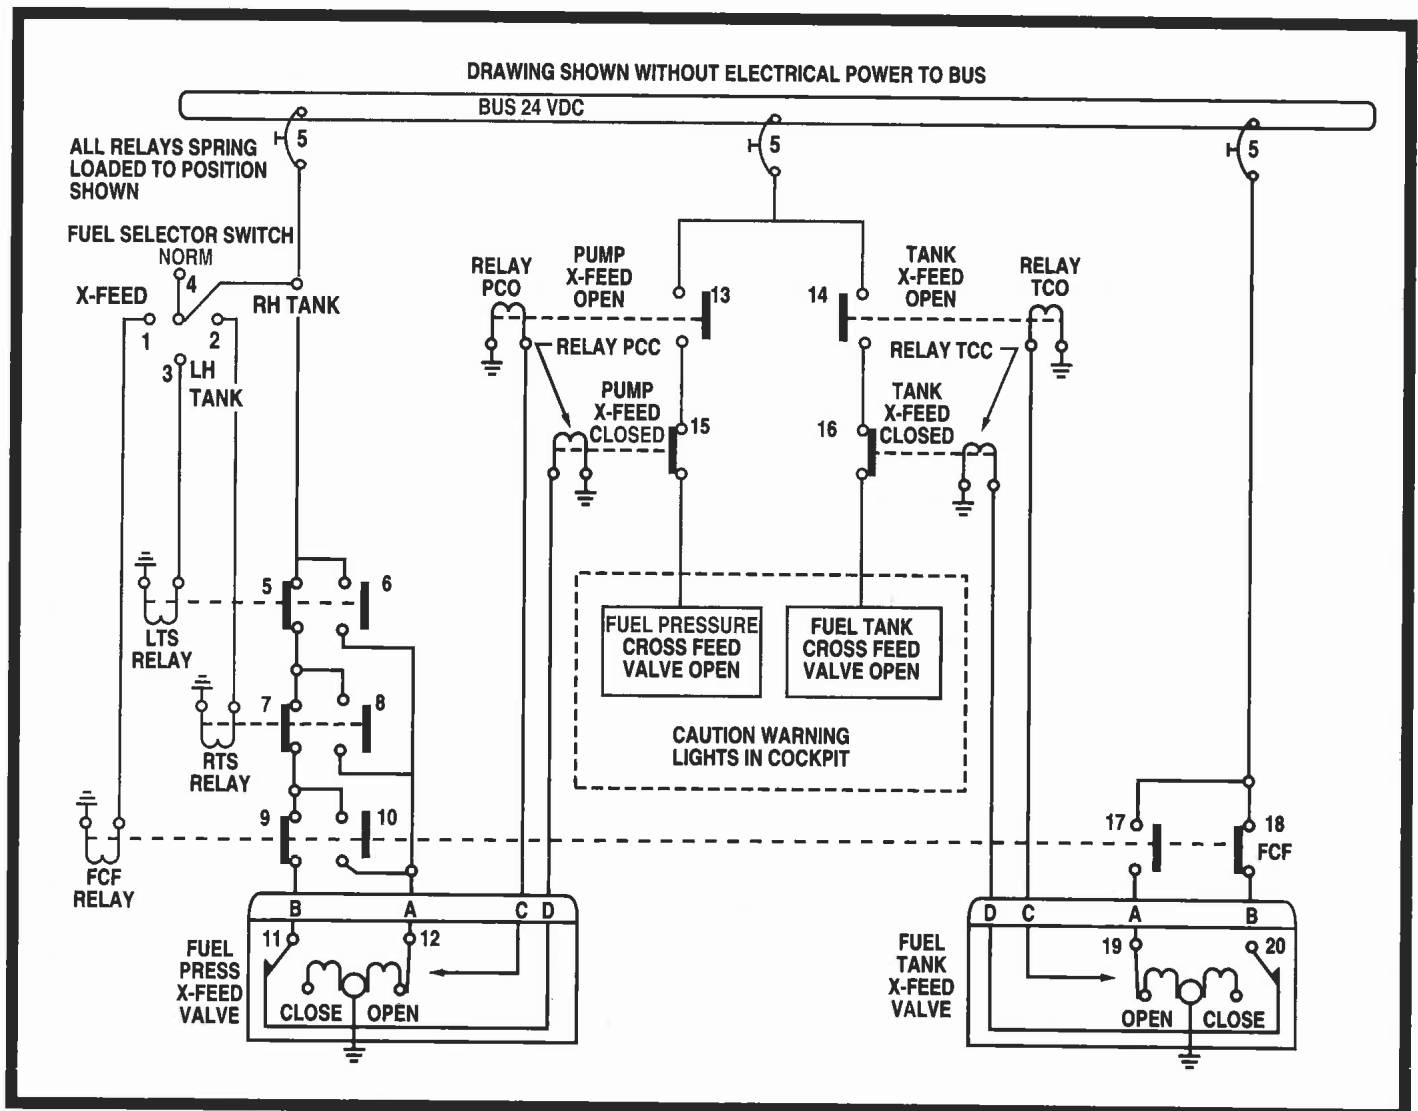 DRAWING SHOWN WITHOUT ELECTRICAL POWER TO BUS
BUS 24 VDC
5
5
5
ALL RELAYS SPRING
LOADED TO POSITION
SHOWN
FUEL SELECTOR SWITCH
NORM
4
X-FEED
RH TANK
1
2
3
LH
TANK
RELAY
PCO
PUMP
X-FEED
OPEN
13
14
TANK
X-FEED
OPEN
RELAY
TCO
RELAY PCC
RELAY TCC
PUMP
X-FEED
CLOSED
15
16
TANK
X-FEED
CLOSED
5
6
LTS
RELAY
7
8
RTS
RELAY
9
10
FCF
RELAY
FUEL PRESSURE
CROSS FEED
VALVE OPEN
FUEL TANK
CROSS FEED
VALVE OPEN
CAUTION WARNING
LIGHTS IN COCKPIT
17
18
FCF
B
A
C
D
11
12
FUEL
PRESS
X-FEED
VALVE
CLOSE
OPEN
D
C
A
B
19
20
FUEL
TANK
X-FEED
VALVE
OPEN
CLOSE